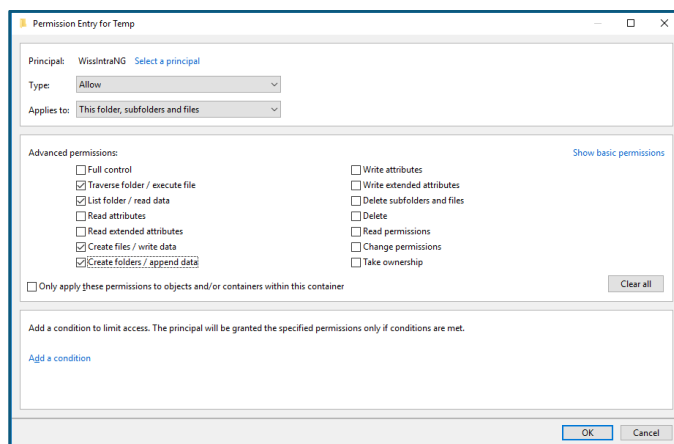 Permission Entry for Temp
Principal: WissIntraNG Select a principal
Type: Allow
Applies to: This folder, subfolders and files
Advanced permissions: Show basic permissions
Full control
Traverse folder / execute file
List folder / read data
Read attributes
Read extended attributes
Create files / write data
Create folders / append data
Write attributes
Write extended attributes
Delete subfolders and files
Delete
Read permissions
Change permissions
Take ownership
Only apply these permissions to objects and/or containers within this container Clear all
Add a condition to limit access. The principal will be granted the specified permissions only if conditions are met.
Add a condition
OK Cancel